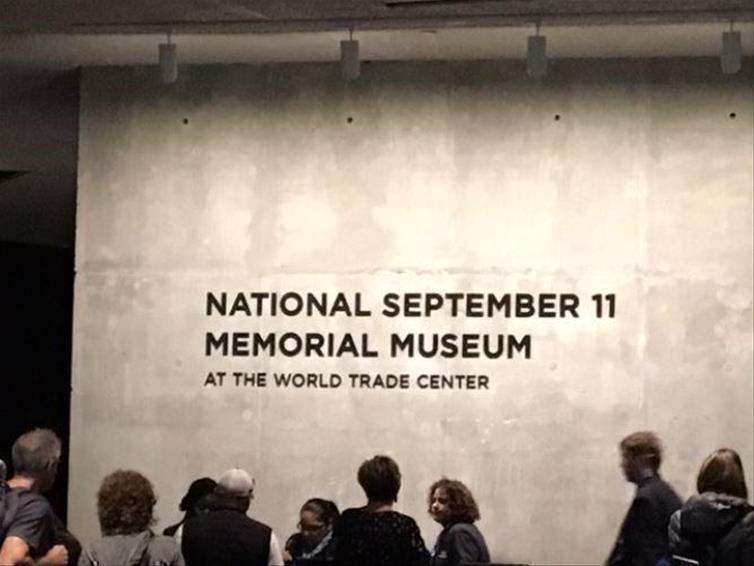 NATIONAL SEPTEMBER 11
MEMORIAL MUSEUM
AT THE WORLD TRADE CENTER